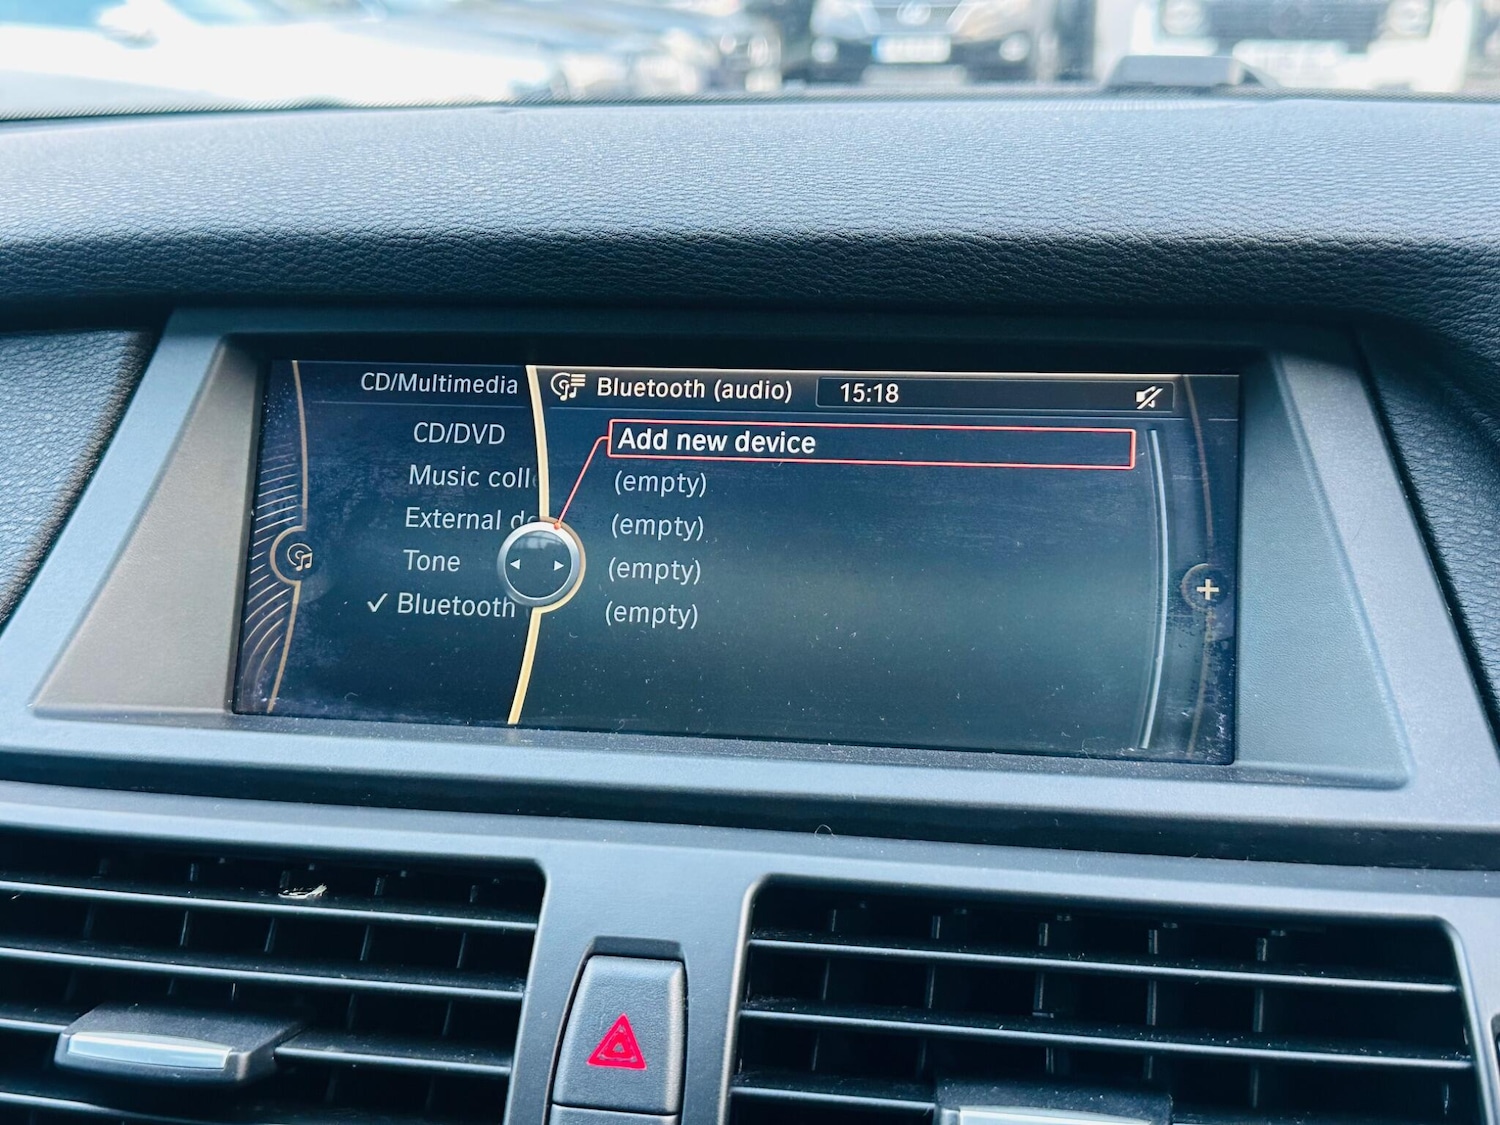 CD/Multimedia
CD/DVD
Music coll
External de
Tone
✓ Bluetooth
Bluetooth (audio)
15:18
Add new device
(empty)
(empty)
(empty)
(empty)
+